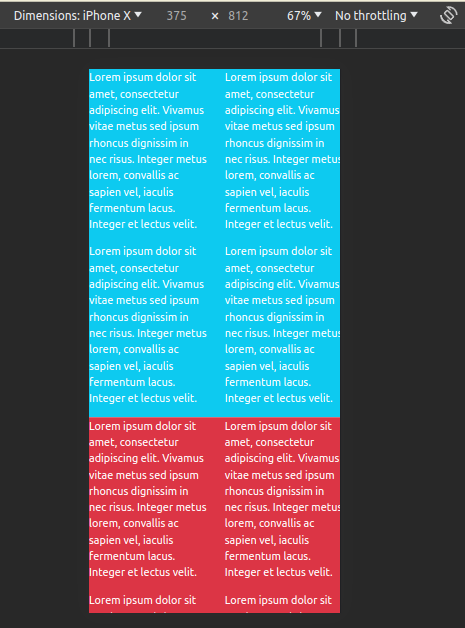 Dimensions: iPhone X ▼ 375 × 812 67% ▼ No throttling ▼
Lorem ipsum dolor sit
amet, consectetur
adipiscing elit. Vivamus
vitae metus sed ipsum
rhoncus dignissim in
nec risus. Integer metus
lorem, convallis ac
sapien vel, iaculis
fermentum lacus.
Integer et lectus velit.
Lorem ipsum dolor sit
amet, consectetur
adipiscing elit. Vivamus
vitae metus sed ipsum
rhoncus dignissim in
nec risus. Integer metus
lorem, convallis ac
sapien vel, iaculis
fermentum lacus.
Integer et lectus velit.
Lorem ipsum dolor sit
amet, consectetur
adipiscing elit. Vivamus
vitae metus sed ipsum
rhoncus dignissim in
nec risus. Integer metus
lorem, convallis ac
sapien vel, iaculis
fermentum lacus.
Integer et lectus velit.
Lorem ipsum dolor sit
amet, consectetur
adipiscing elit. Vivamus
vitae metus sed ipsum
rhoncus dignissim in
nec risus. Integer metus
lorem, convallis ac
sapien vel, iaculis
fermentum lacus.
Integer et lectus velit.
Lorem ipsum dolor sit
amet, consectetur
adipiscing elit. Vivamus
vitae metus sed ipsum
rhoncus dignissim in
nec risus. Integer metus
lorem, convallis ac
sapien vel, iaculis
fermentum lacus.
Integer et lectus velit.
Lorem ipsum dolor sit
Lorem ipsum dolor sit
amet, consectetur
adipiscing elit. Vivamus
vitae metus sed ipsum
rhoncus dignissim in
nec risus. Integer metus
lorem, convallis ac
sapien vel, iaculis
fermentum lacus.
Integer et lectus velit.
Lorem ipsum dolor sit